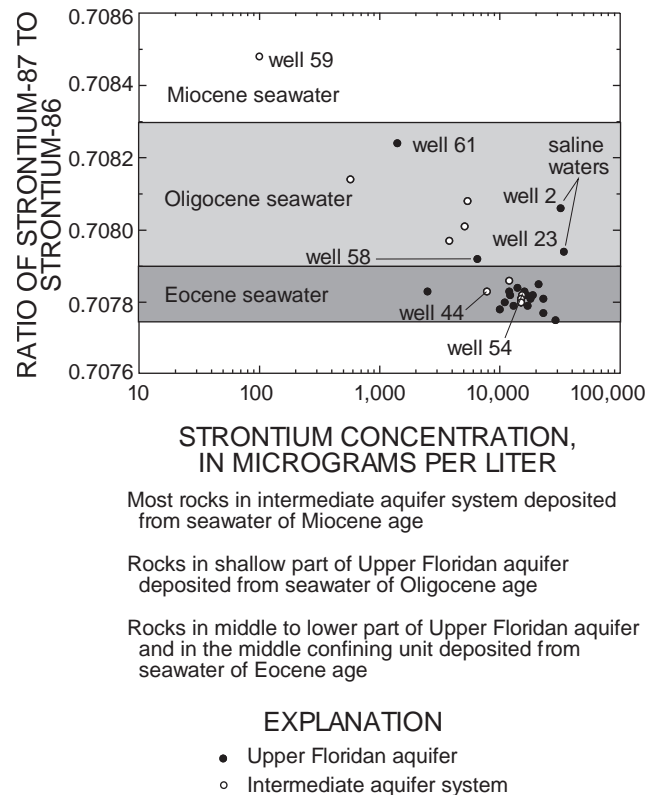 RATIO OF STRONTIUM-87 TO
STRONTIUM-86
0.7086
0.7084
0.7082
0.7080
0.7078
0.7076
well 59
Miocene seawater
well 61
saline
waters
Oligocene seawater
well 2
well 23
well 58
Eocene seawater
well 44
well 54
10
100
1,000
10,000
100,000
STRONTIUM CONCENTRATION,
IN MICROGRAMS PER LITER
Most rocks in intermediate aquifer system deposited
from seawater of Miocene age
Rocks in shallow part of Upper Floridan aquifer
deposited from seawater of Oligocene age
Rocks in middle to lower part of Upper Floridan aquifer
and in the middle confining unit deposited from
seawater of Eocene age
EXPLANATION
Upper Floridan aquifer
Intermediate aquifer system